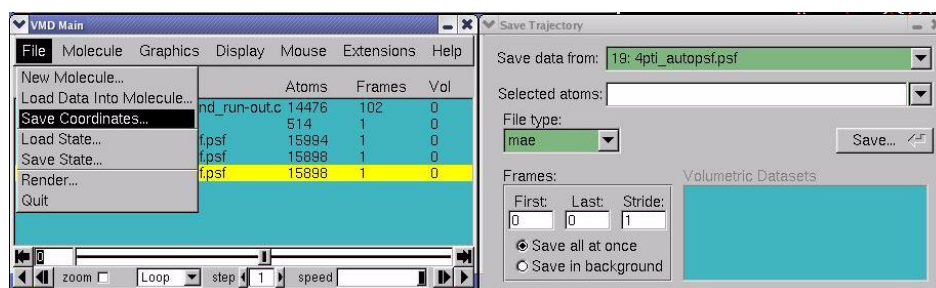 VMD Main
File Molecule Graphics Display Mouse Extensions Help
New Molecule...
Load Data Into Molecule...
Save Coordinates...
Load State...
Save State...
Render...
Quit
Atoms Frames Vol
nd_run-out.c 14476 102 0
514 1 0
f.psf 15994 1 0
f.psf 15898 1 0
f.psf 15898 1 0
0
zoom Loop step 1 speed
Save Trajectory
Save data from: 19: 4pti_autopsf.psf
Selected atoms:
File type:
mae Save...
Frames: Volumetric Datasets
First: Last: Stride:
0 0 1
Save all at once
Save in background